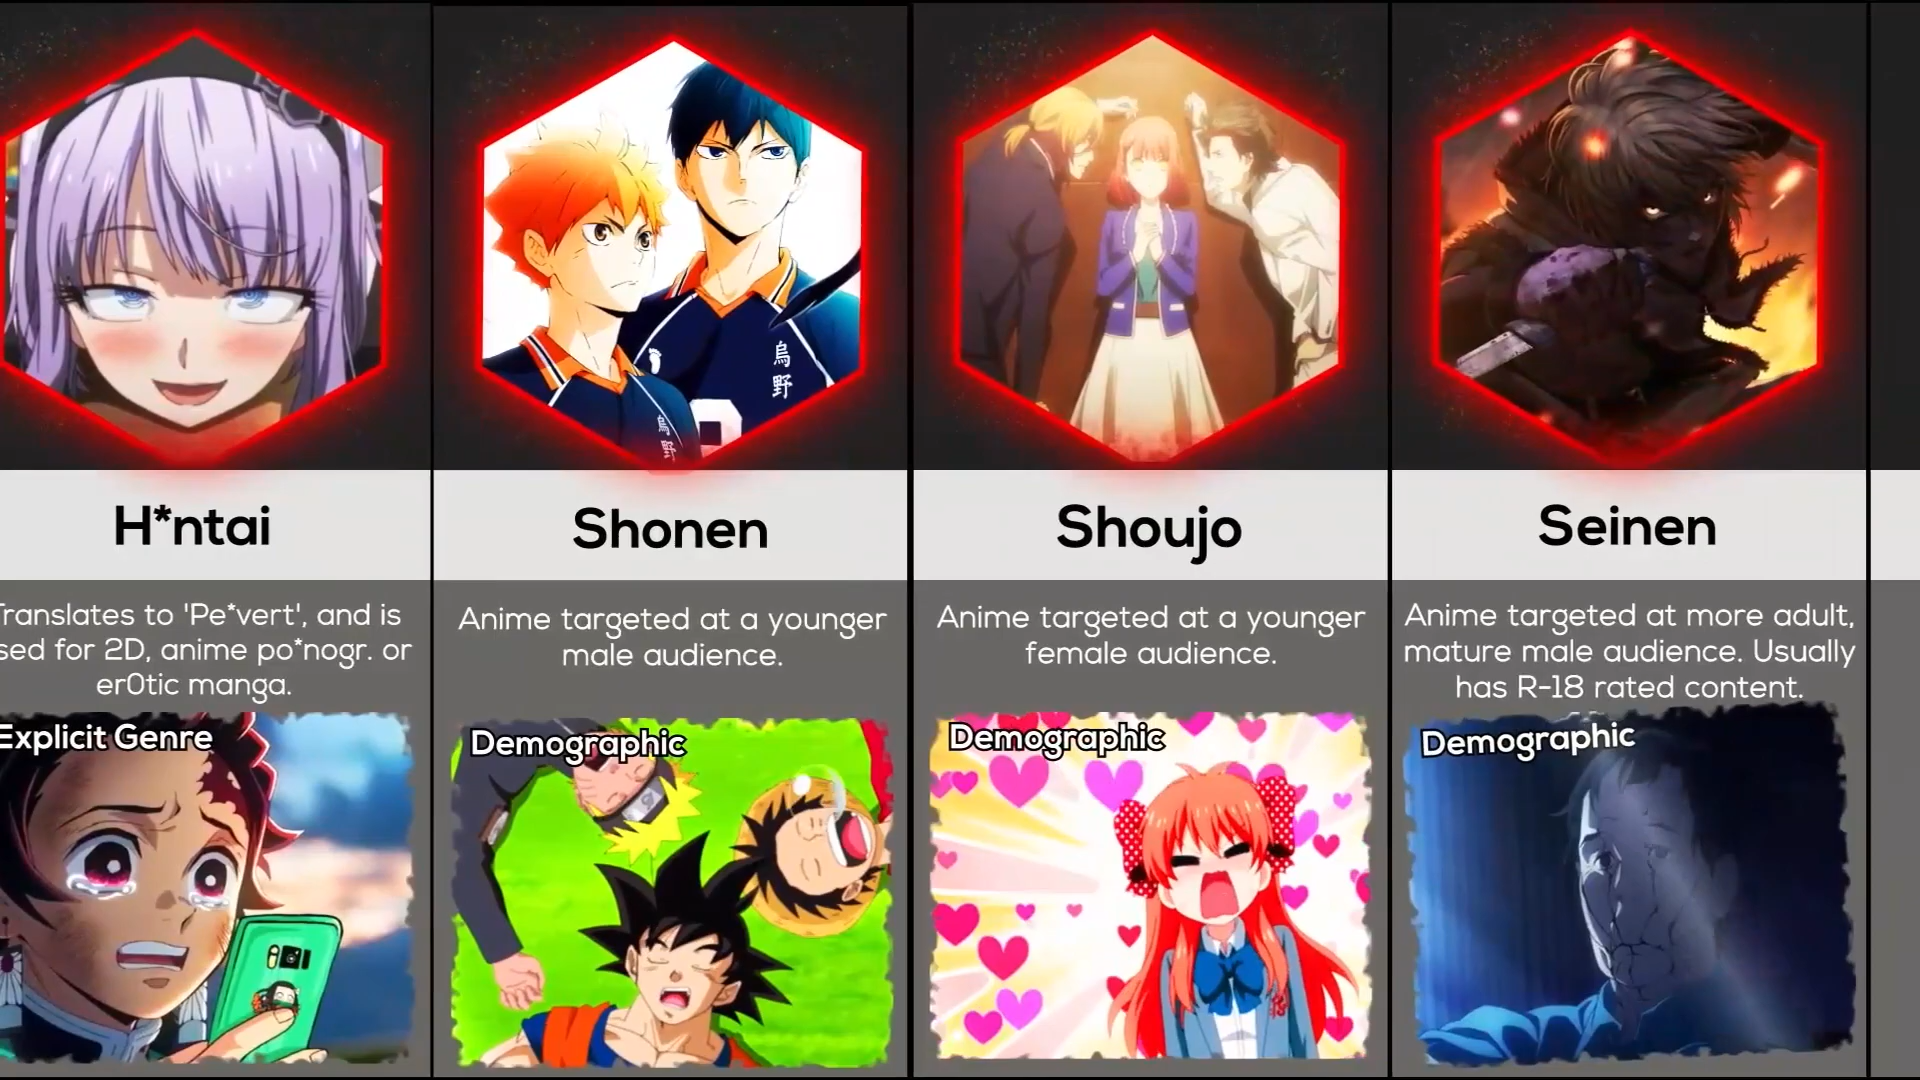 烏野
H*ntai
Translates to 'Pe*vert', and is
sed for 2D, anime po*nogr. or
er0tic manga.
Explicit Genre
Shonen
Anime targeted at a younger
male audience.
Demographic
Shoujo
Anime targeted at a younger
female audience.
Demographic
Seinen
Anime targeted at more adult,
mature male audience. Usually
has R-18 rated content.
Demographic